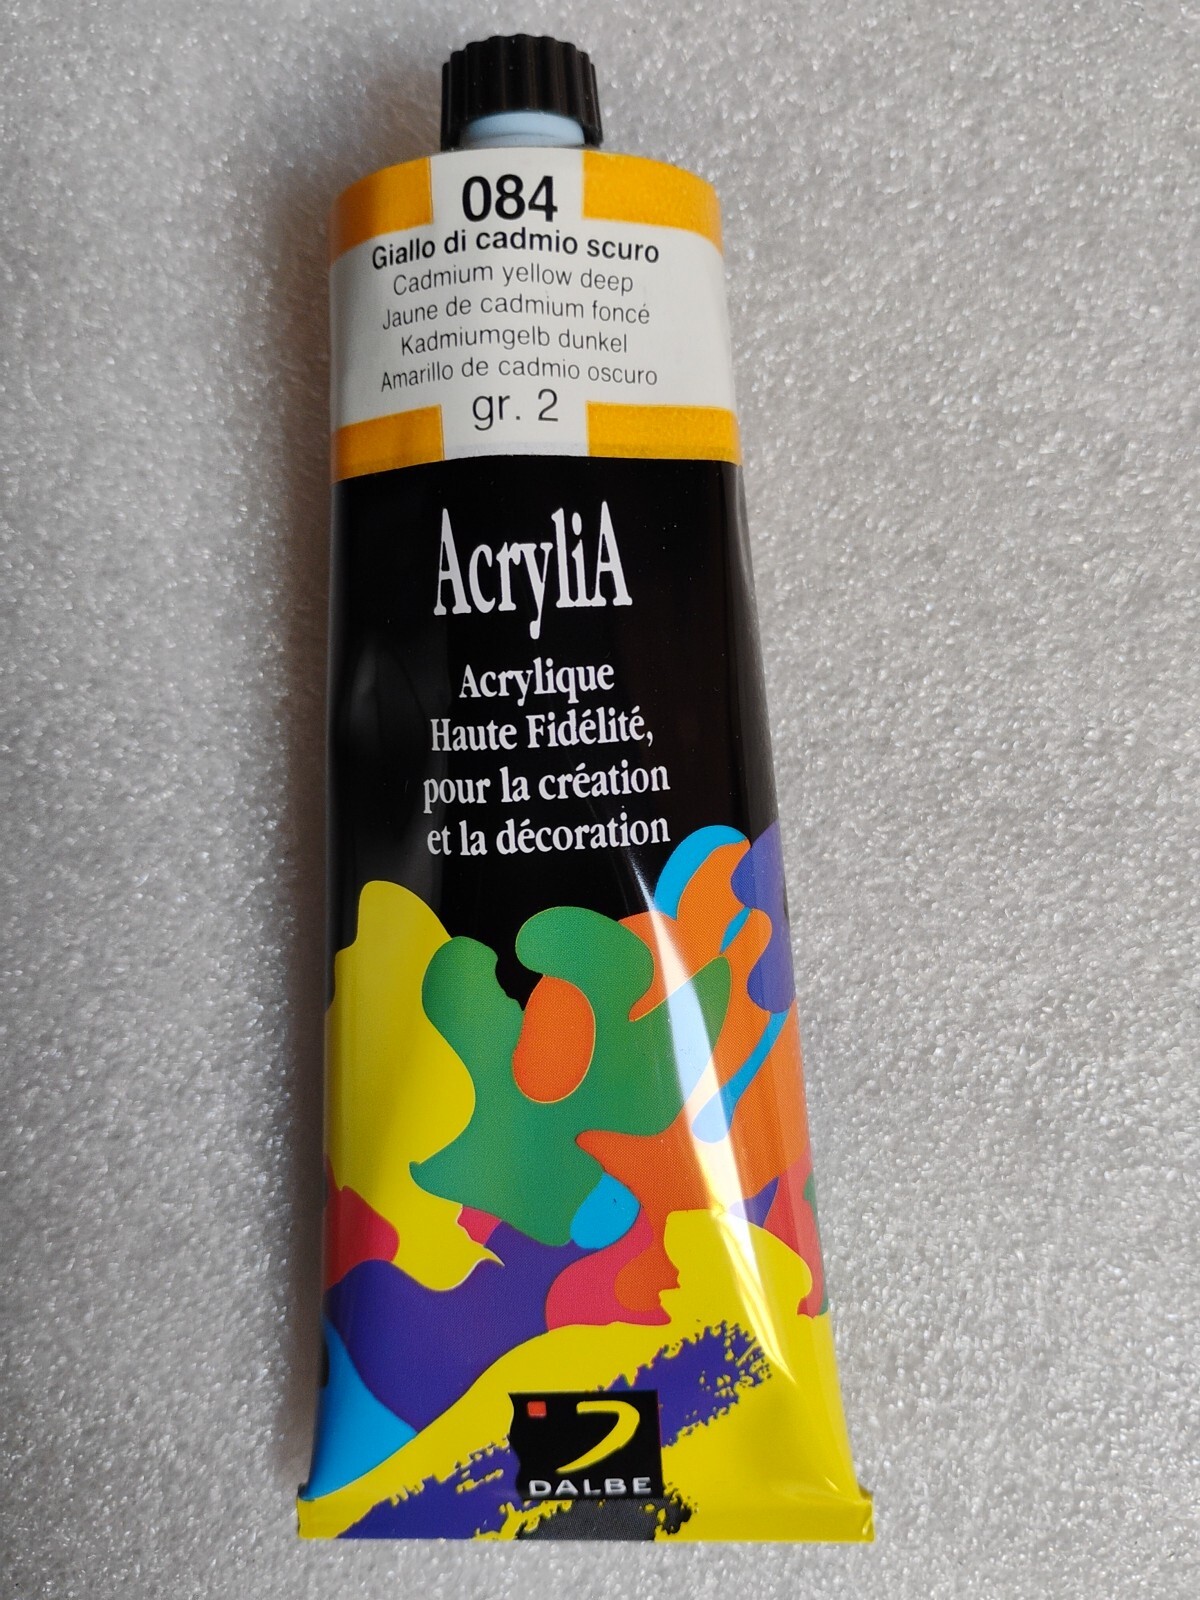 084
Giallo di cadmio scuro
Cadmium yellow deep
Jaune de cadmium foncé
Kadmiumgelb dunkel
Amarillo de cadmio oscuro
gr. 2
AcryliA
Acrylique
Haute Fidélité,
pour la création
et la décoration
DALBE